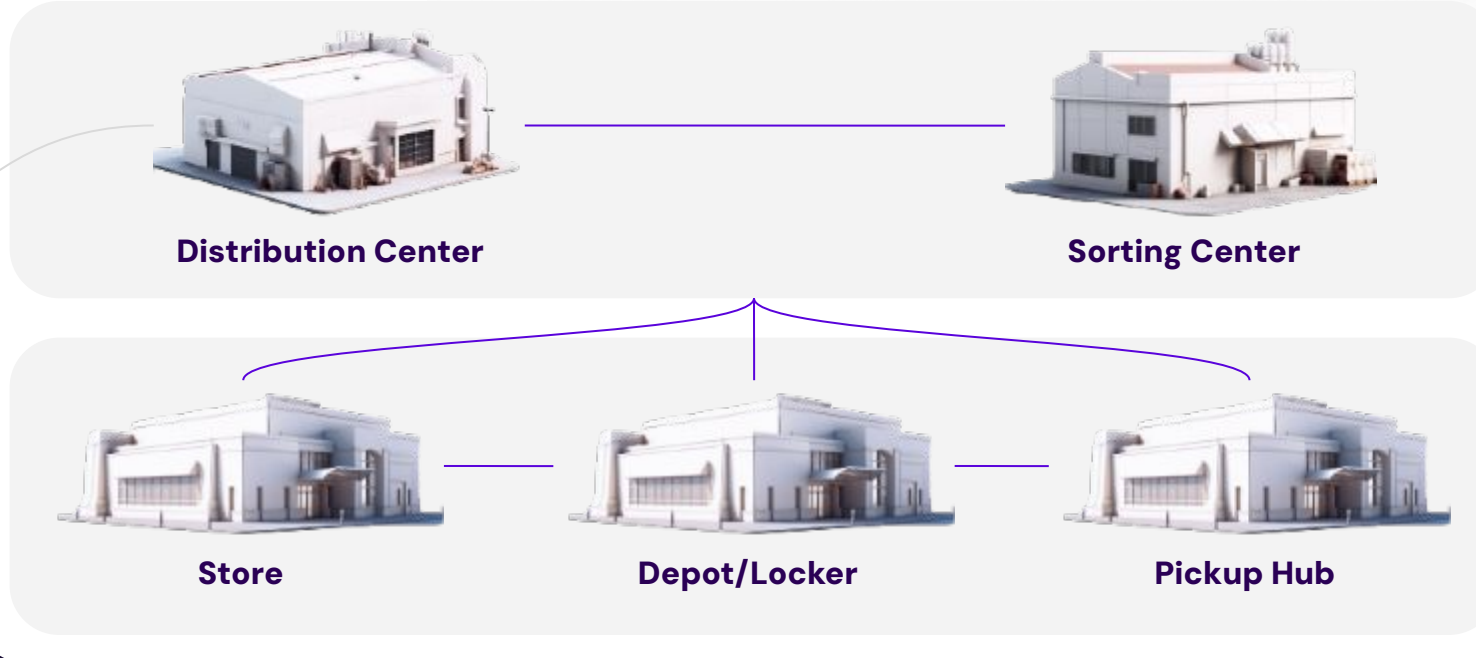 Distribution Center
Sorting Center
Store
Depot/Locker
Pickup Hub